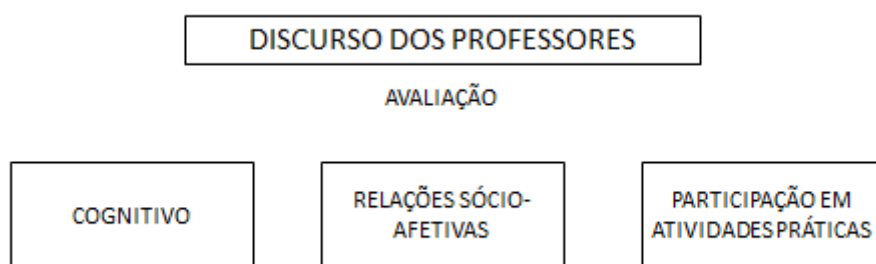 DISCURSO DOS PROFESSORES
AVALIAÇÃO
COGNITIVO
RELAÇÕES SÓCIO-
AFETIVAS
PARTICIPAÇÃO EM
ATIVIDADES PRÁTICAS